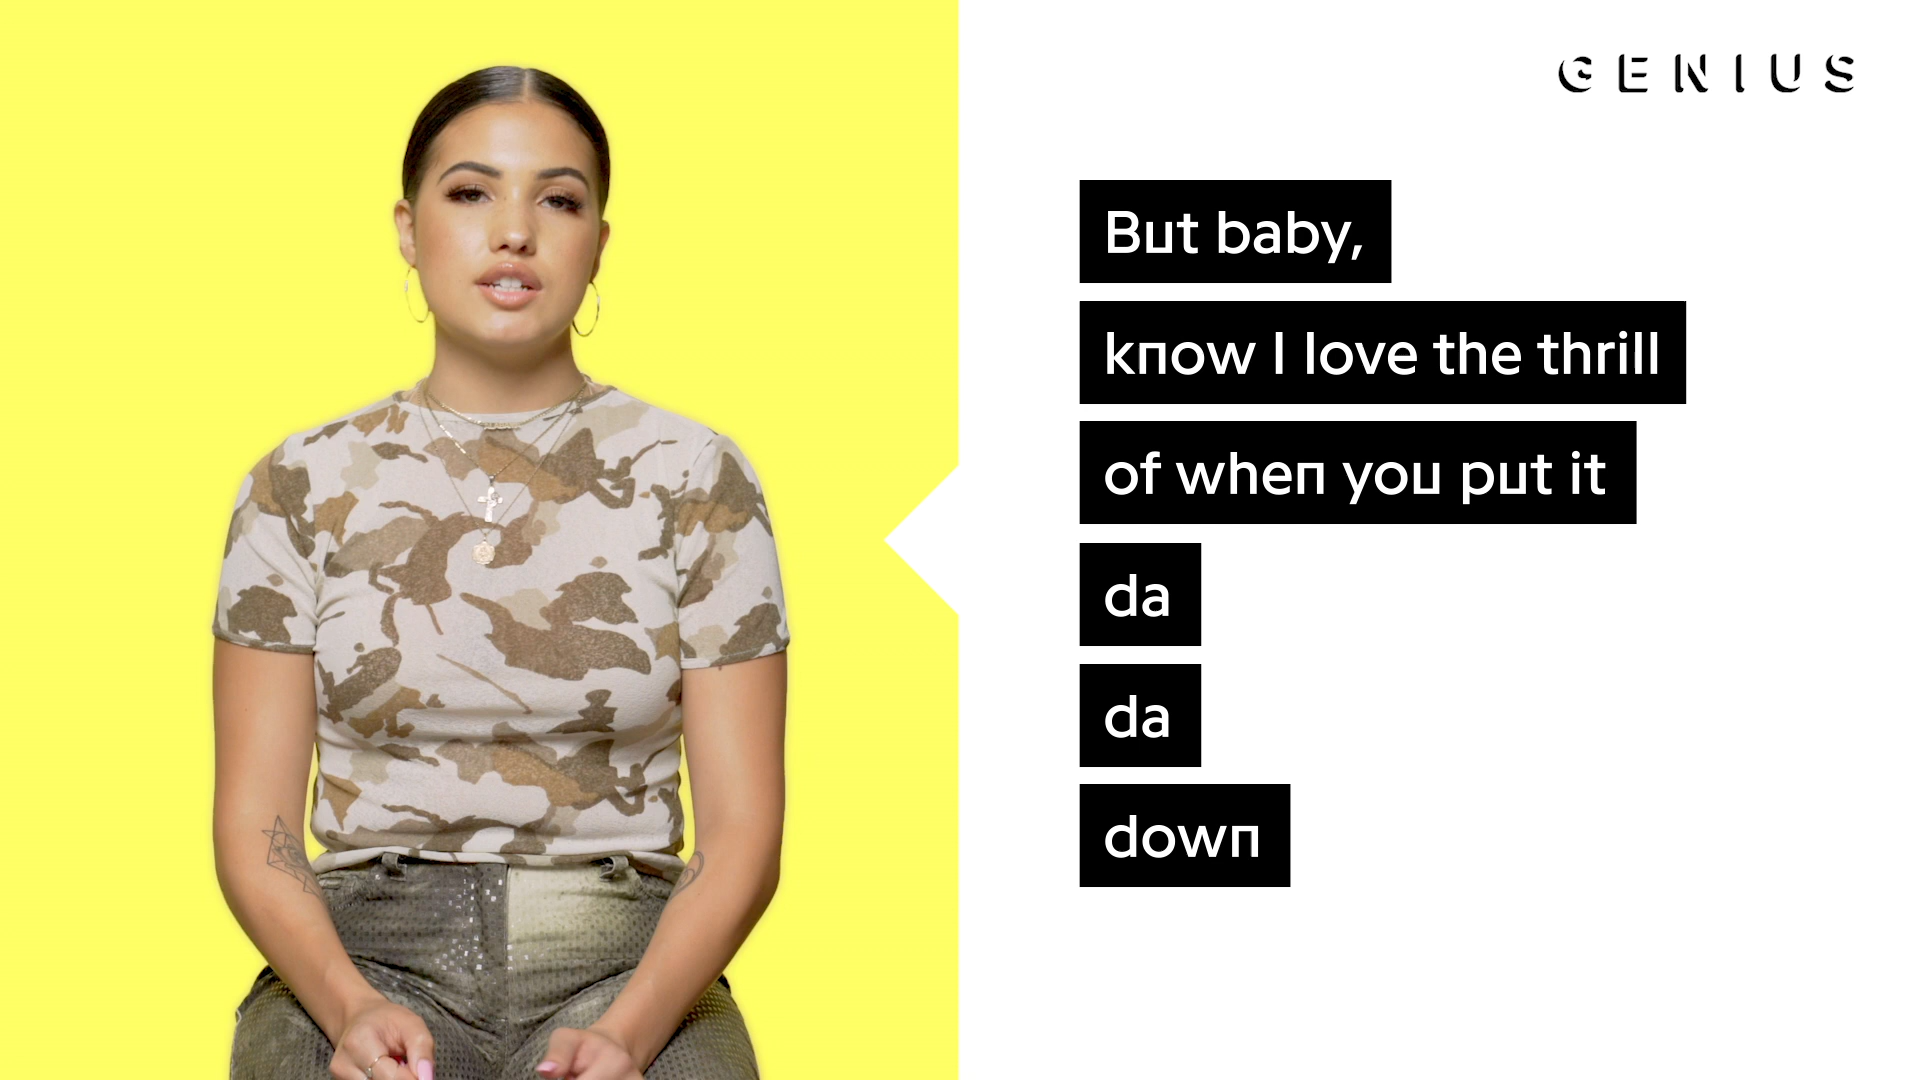 GENIUS
But baby,
know I love the thrill
of when you put it
da
da
down